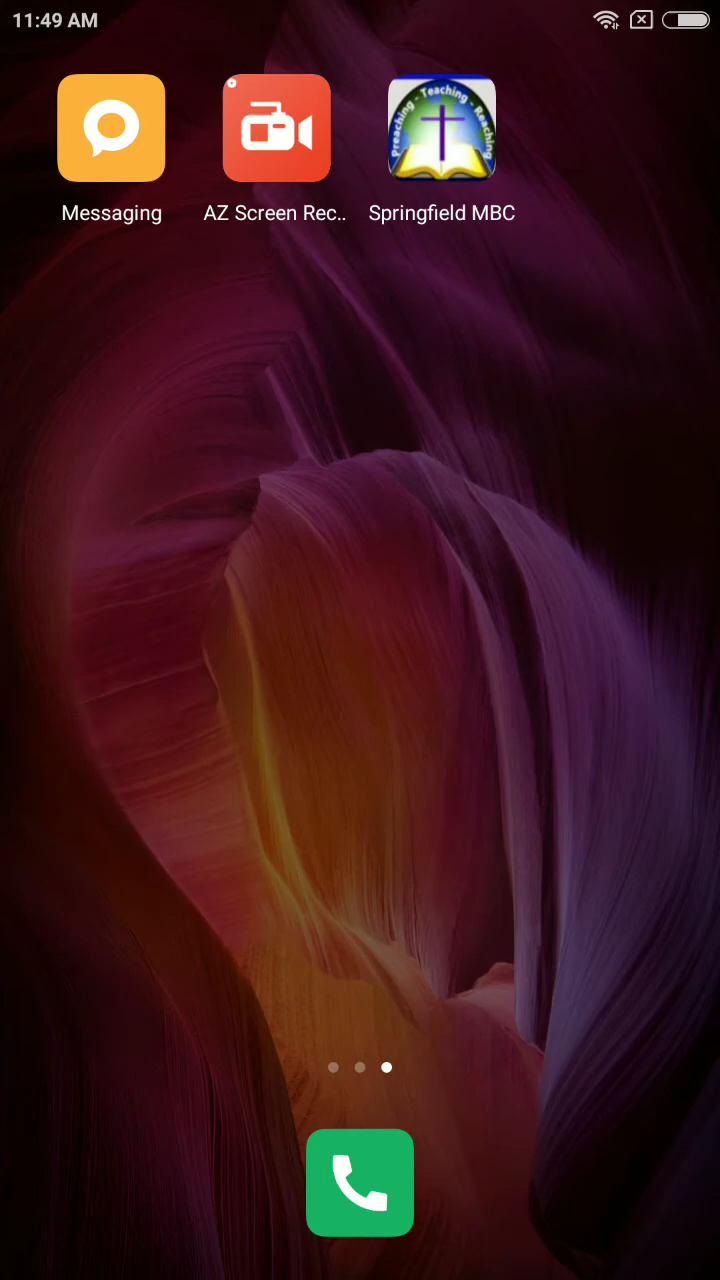 11:49 AM
Preaching - Teaching - Reaching
Messaging
AZ Screen Rec..
Springfield MBC